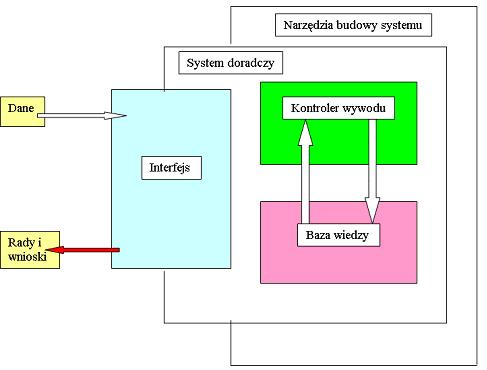 Narzędzia budowy systemu
System doradczy
Dane
Kontroler wywodu
Interfejs
Rady i
wnioski
Baza wiedzy